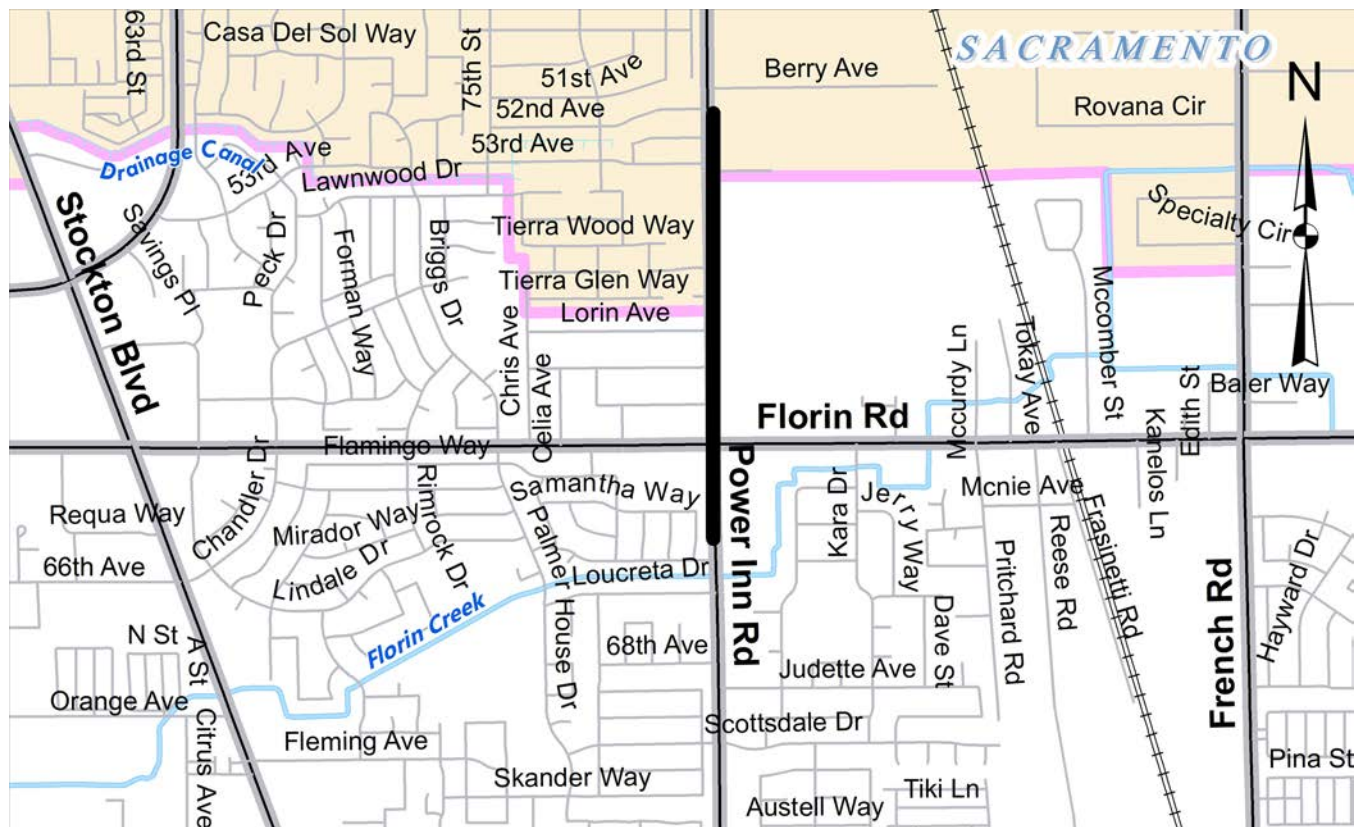 63rd St
Casa Del Sol Way
75th St
51st Ave
52nd Ave
53rd Ave
Berry Ave
SACRAMENTO
Rovana Cir
N
Drainage Canal
53rd Ave
Lawnwood Dr
Stockton Blvd
Savings Pl
Peck Dr
Forman Way
Briggs Dr
Tierra Wood Way
Tierra Glen Way
Lorin Ave
Specialty Cir
Chris Ave
Celia Ave
Mccurdy Ln
Tokay Ave
Mccomber St
Edith St
Baier Way
Kanelos Ln
Florin Rd
Flamingo Way
Chandler Dr
Rimrock Dr
Samantha Way
Power Inn Rd
Kiara Dr
Jerry Way
Mcnie Ave
Frasinetti Rd
Requa Way
Mirador Way
Lindale Dr
S Palmer House Dr
66th Ave
Loucreta Dr
Pritchard Rd
Reese Rd
French Rd
Hayward Dr
Florin Creek
N St
A St
68th Ave
Dave St
Judette Ave
Orange Ave
Citrus Ave
Scottsdale Dr
Fleming Ave
Skander Way
Tiki Ln
Austell Way
Pina St